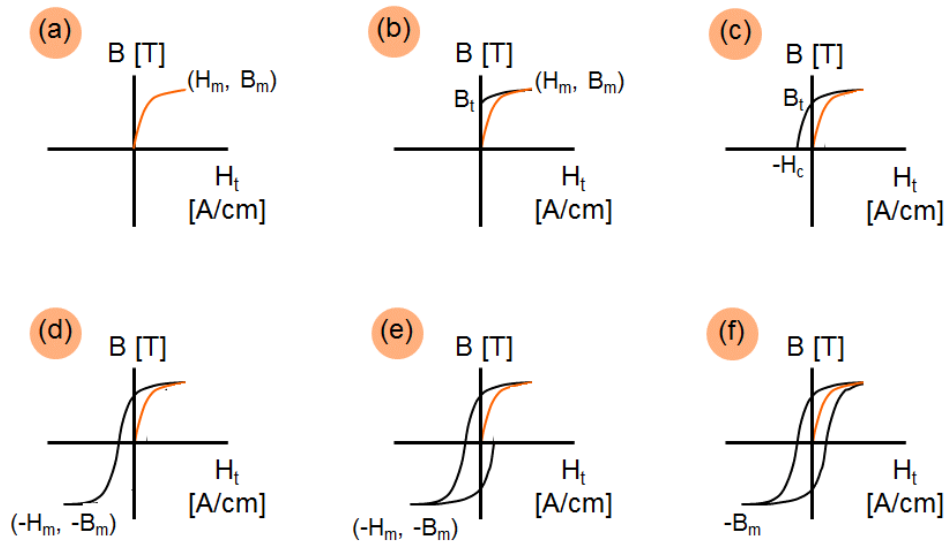 (a)
B [T]
(Hₘ, Bₘ)
Hₜ
[A/cm]
(b)
B [T]
Bₜ
(Hₘ, Bₘ)
Hₜ
[A/cm]
(c)
B [T]
Bₜ
-H꜀
Hₜ
[A/cm]
(d)
B [T]
Hₜ
[A/cm]
(-Hₘ, -Bₘ)
(e)
B [T]
Hₜ
[A/cm]
(-Hₘ, -Bₘ)
(f)
B [T]
Hₜ
[A/cm]
-Bₘ